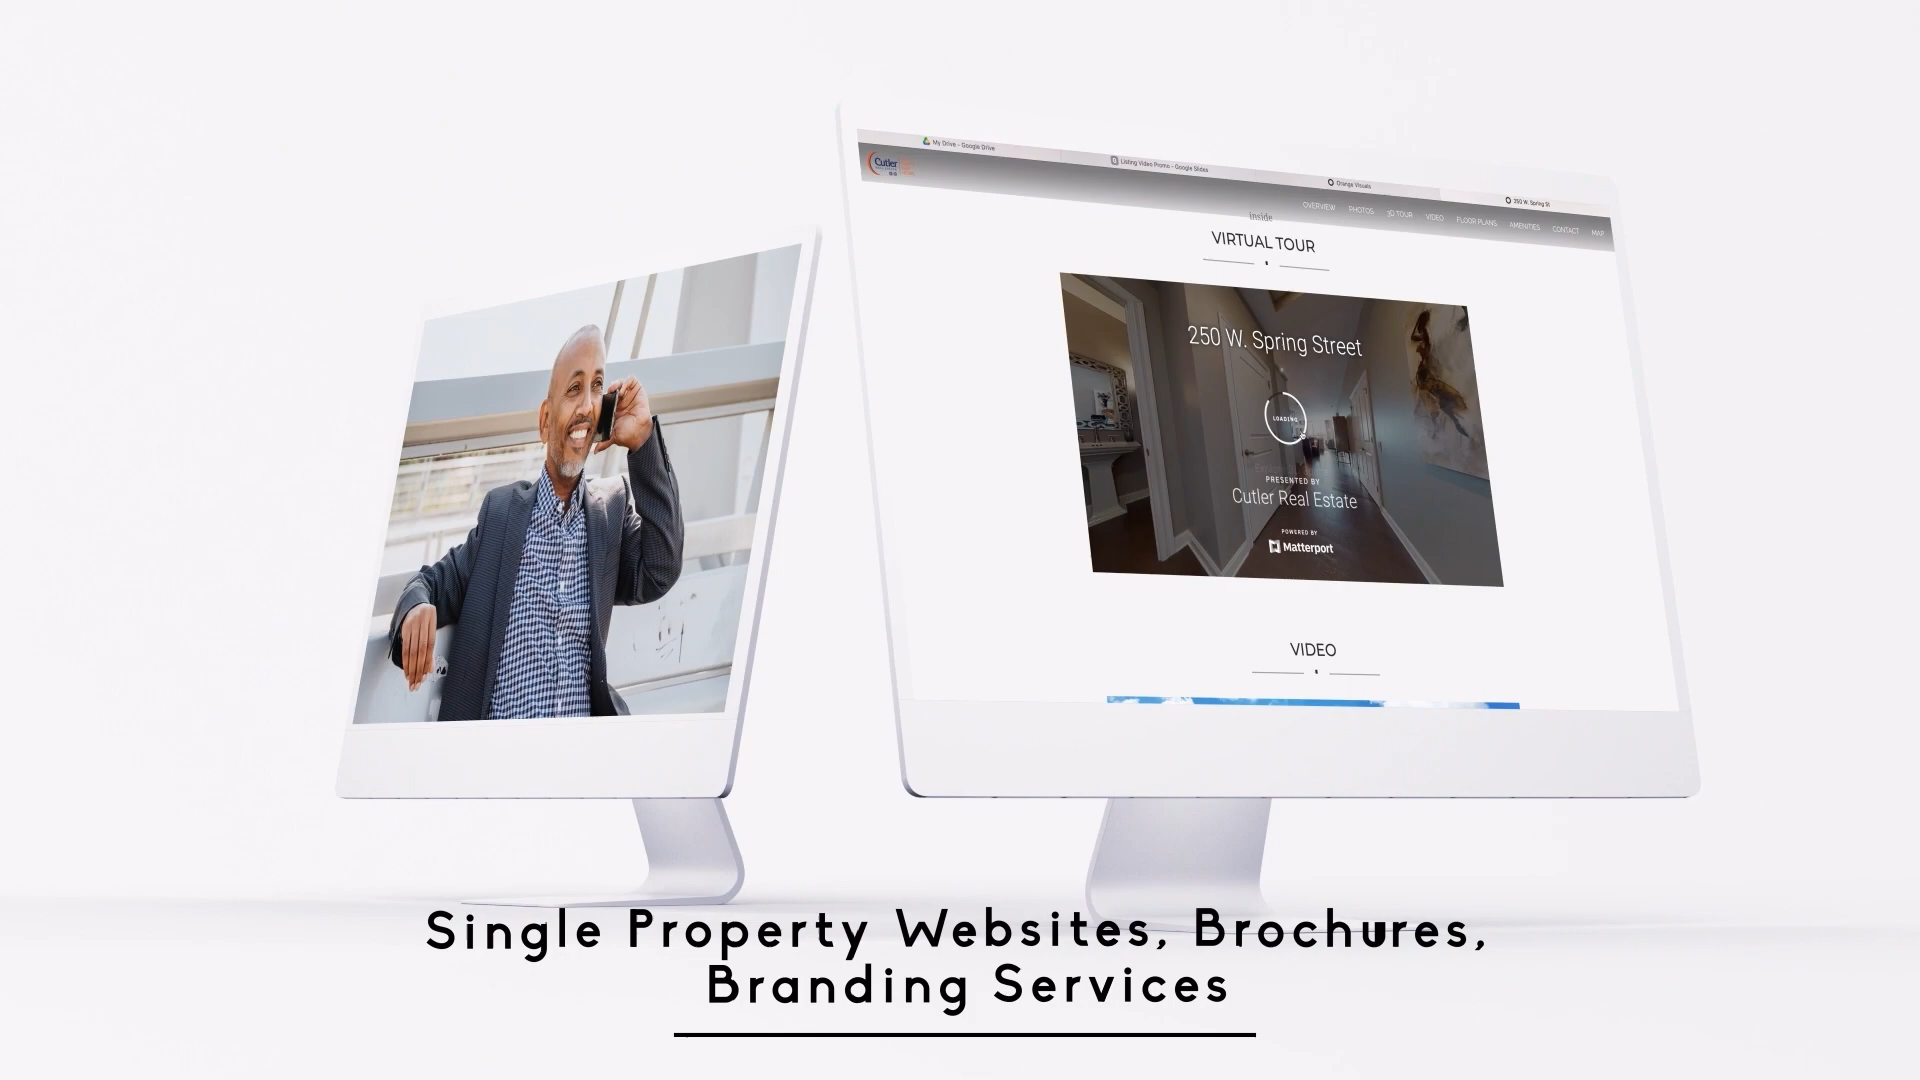 My Drive - Google Drive
Listing Video Promo - Google Slides
Orange Visuals
250 W. Spring St
Cutler
OVERVIEW PHOTOS 3D TOUR VIDEO FLOOR PLANS AMENITIES CONTACT MAP
inside
VIRTUAL TOUR
250 W. Spring Street
LOADING
PRESENTED BY
Cutler Real Estate
POWERED BY
Matterport
VIDEO
Single Property Websites, Brochures,
Branding Services